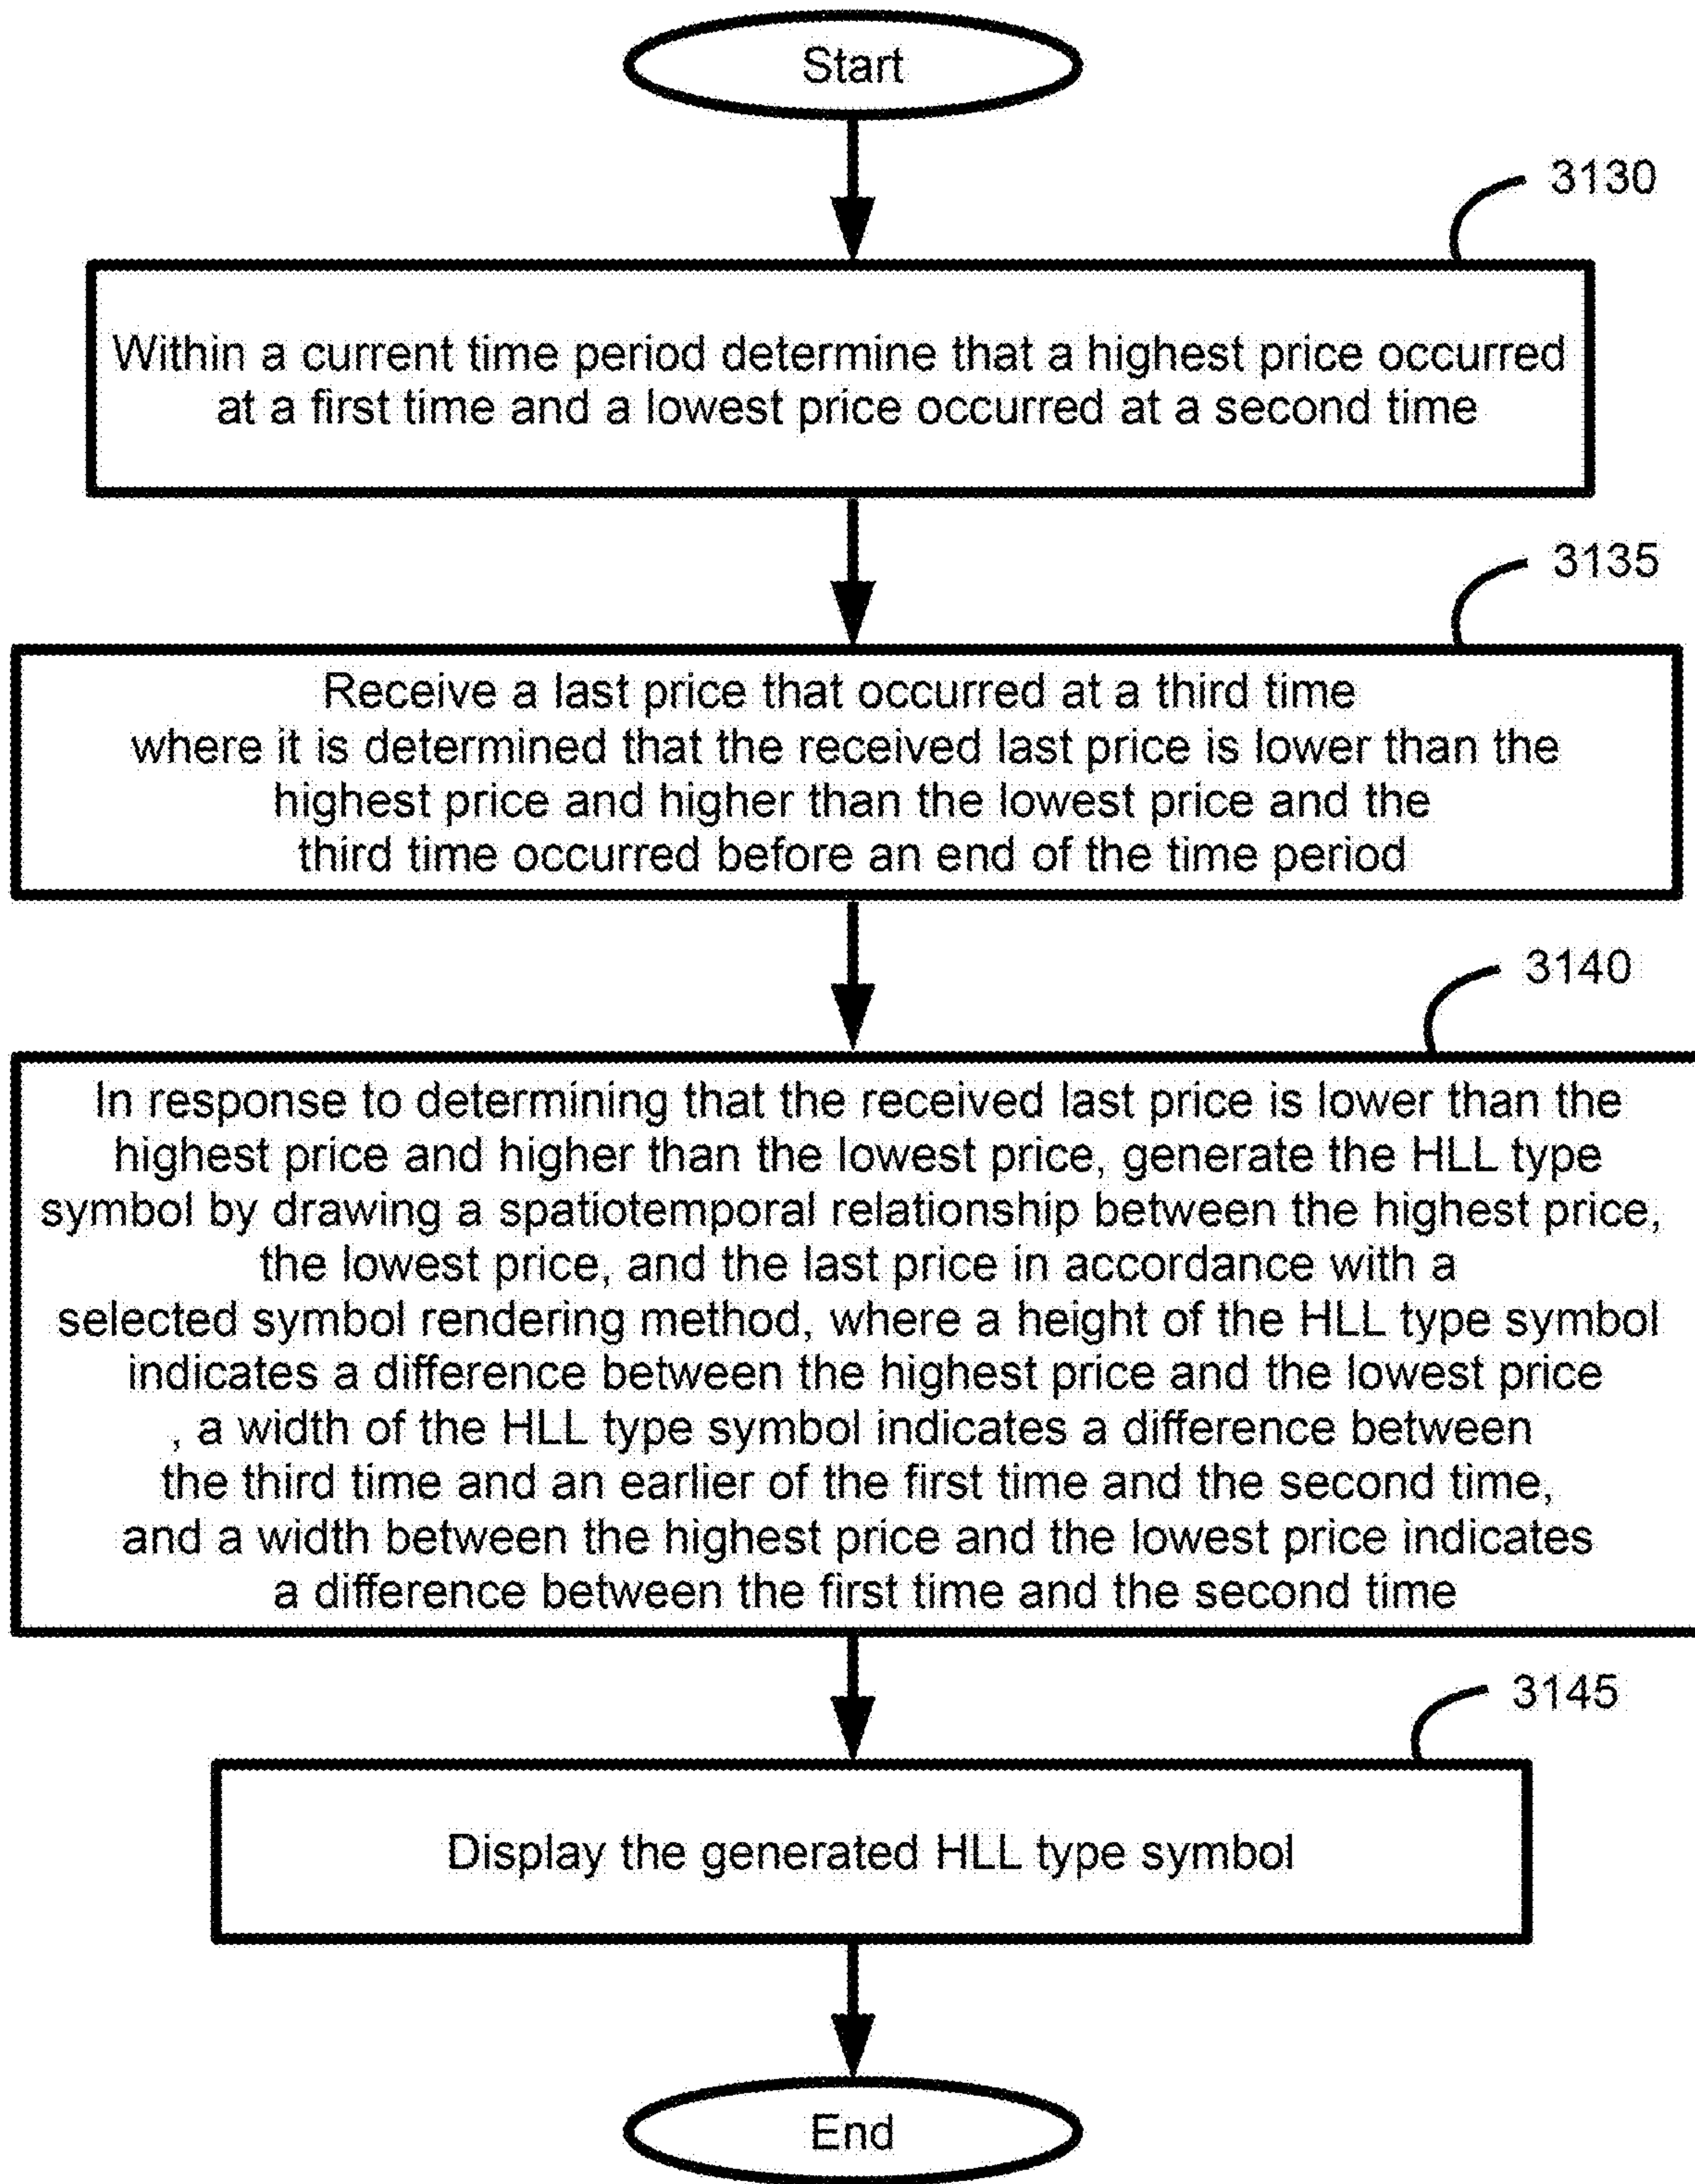 Start
3130
Within a current time period determine that a highest price occurred
at a first time and a lowest price occurred at a second time
3135
Receive a last price that occurred at a third time
where it is determined that the received last price is lower than the
highest price and higher than the lowest price and the
third time occurred before an end of the time period
3140
In response to determining that the received last price is lower than the
highest price and higher than the lowest price, generate the HLL type
symbol by drawing a spatiotemporal relationship between the highest price,
the lowest price, and the last price in accordance with a
selected symbol rendering method, where a height of the HLL type symbol
indicates a difference between the highest price and the lowest price
, a width of the HLL type symbol indicates a difference between
the third time and an earlier of the first time and the second time,
and a width between the highest price and the lowest price indicates
a difference between the first time and the second time
3145
Display the generated HLL type symbol
End